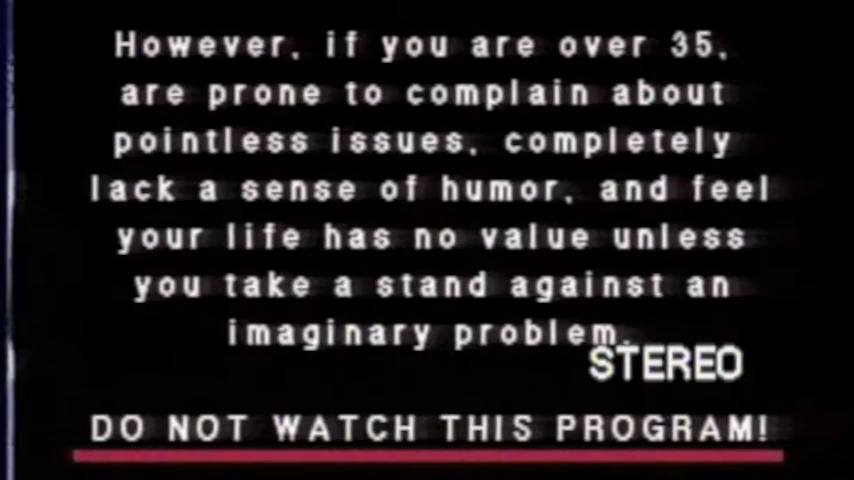 However, if you are over 35,
are prone to complain about
pointless issues, completely
lack a sense of humor, and feel
your life has no value unless
you take a stand against an
imaginary problem.
STEREO
DO NOT WATCH THIS PROGRAM!